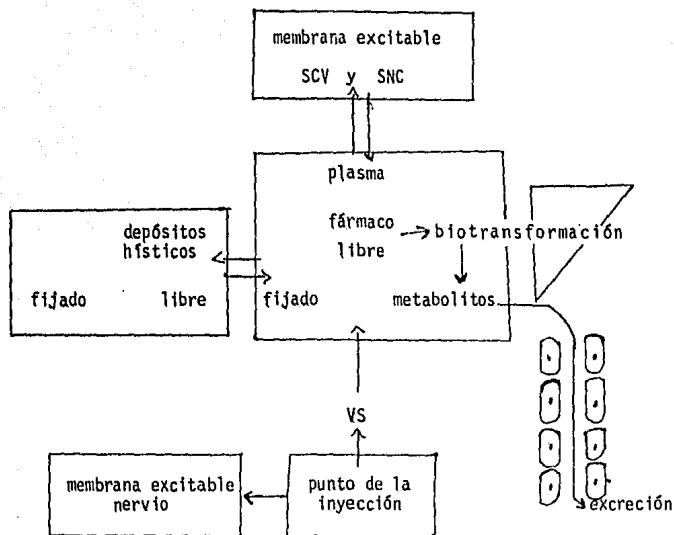 membrana excitable
SCV y SNC
plasma
fármaco
libre
biotransformación
depósitos
hísticos
fijado libre
fijado
metabolitos
VS
membrana excitable
nervio
punto de la
inyección
excreción